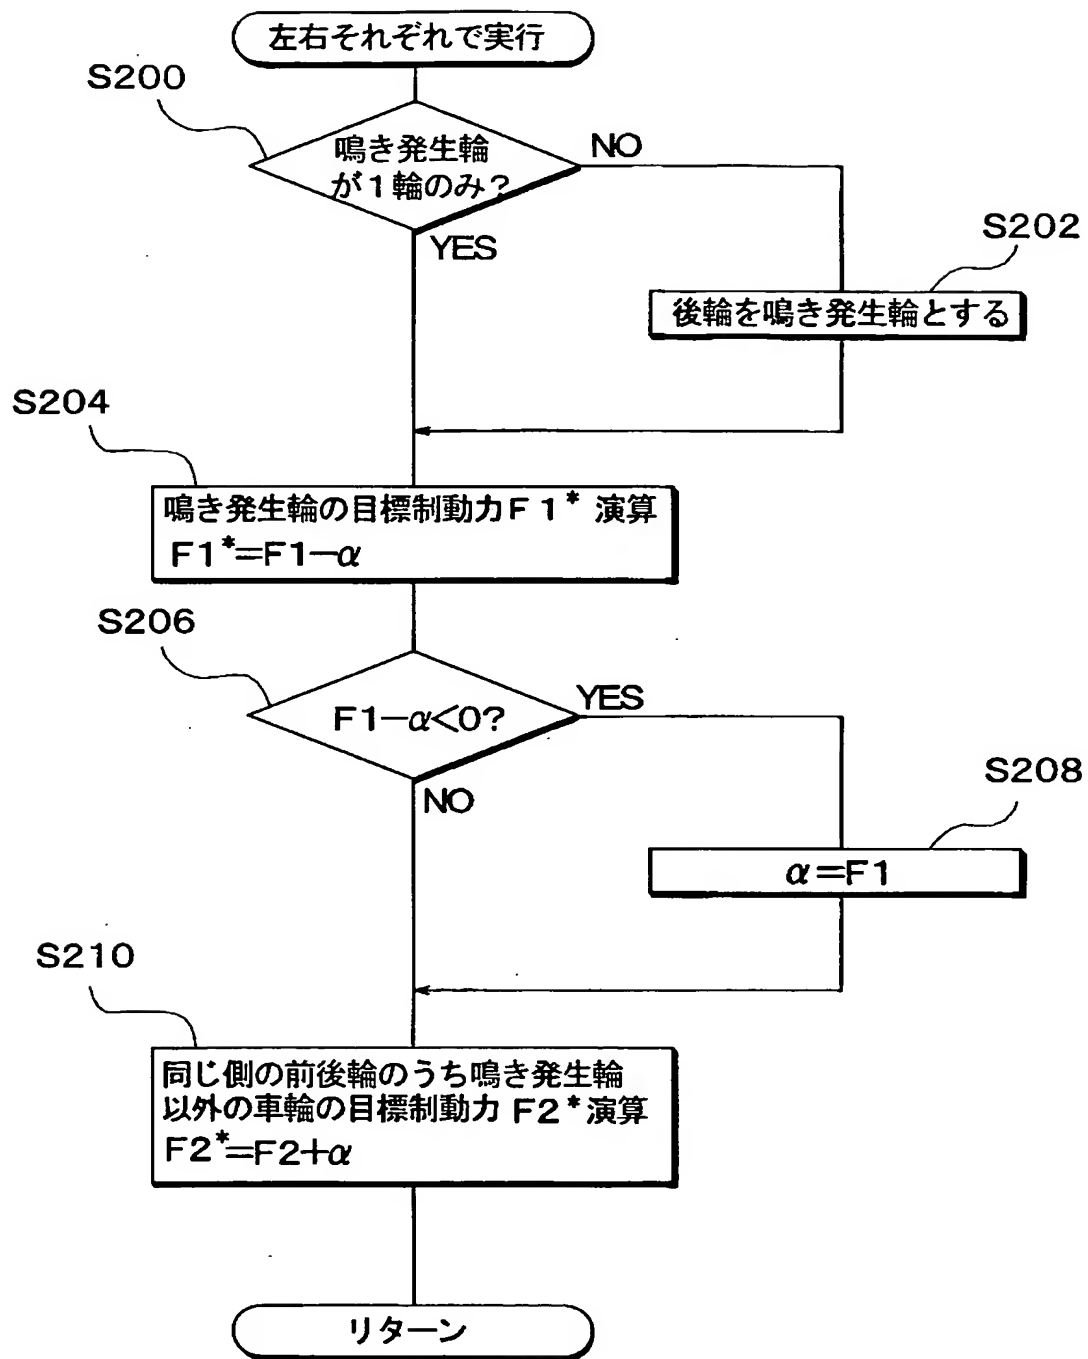 左右それぞれで実行
S200
鳴き発生輪
が1輪のみ？
NO
YES
S202
後輪を鳴き発生輪とする
S204
鳴き発生輪の目標制動力F1*演算
F1*=F1-α
S206
F1-α<0?
YES
NO
S208
α=F1
S210
同じ側の前後輪のうち鳴き発生輪
以外の車輪の目標制動力F2*演算
F2*=F2+α
リターン